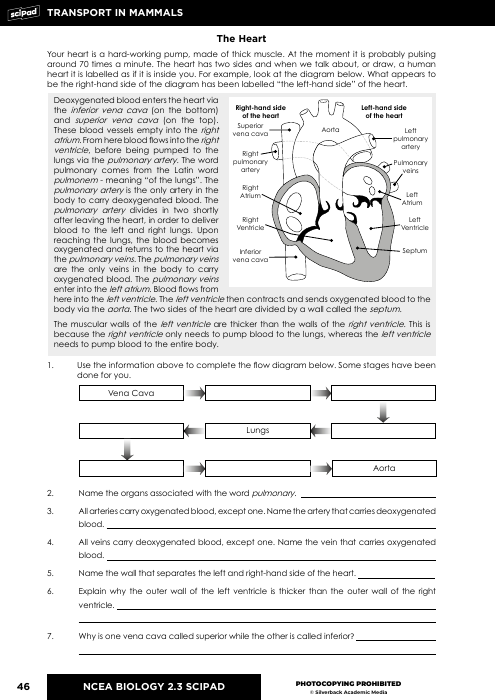 scipad TRANSPORT IN MAMMALS
The Heart
Your heart is a hard-working pump, made of thick muscle. At the moment it is probably pulsing
around 70 times a minute. The heart has two sides and when we talk about, or draw, a human
heart it is labelled as if it is inside you. For example, look at the diagram below. What appears to
be the right-hand side of the diagram has been labelled "the left-hand side" of the heart.
Deoxygenated blood enters the heart via
the inferior vena cava (on the bottom)
and superior vena cava (on the top).
These blood vessels empty into the right
atrium. From here blood flows into the right
ventricle, before being pumped to the
lungs via the pulmonary artery. The word
pulmonary comes from the Latin word
pulmonem - meaning "of the lungs". The
pulmonary artery is the only artery in the
body to carry deoxygenated blood. The
pulmonary artery divides in two shortly
after leaving the heart, in order to deliver
blood to the left and right lungs. Upon
reaching the lungs, the blood becomes
oxygenated and returns to the heart via
the pulmonary veins. The pulmonary veins
are the only veins in the body to carry
oxygenated blood. The pulmonary veins
enter into the left atrium. Blood flows from
here into the left ventricle. The left ventricle then contracts and sends oxygenated blood to the
body via the aorta. The two sides of the heart are divided by a wall called the septum.
The muscular walls of the left ventricle are thicker than the walls of the right ventricle. This is
because the right ventricle only needs to pump blood to the lungs, whereas the left ventricle
needs to pump blood to the entire body.
Right-hand side
of the heart
Left-hand side
of the heart
Superior
vena cava
Aorta
Left
pulmonary
artery
Right
pulmonary
artery
Pulmonary
veins
Right
Atrium
Left
Atrium
Right
Ventricle
Left
Ventricle
Inferior
vena cava
Septum
1. Use the information above to complete the flow diagram below. Some stages have been
done for you.
Vena Cava
Lungs
Aorta
2. Name the organs associated with the word pulmonary.
3. All arteries carry oxygenated blood, except one. Name the artery that carries deoxygenated
blood.
4. All veins carry deoxygenated blood, except one. Name the vein that carries oxygenated
blood.
5. Name the wall that separates the left and right-hand side of the heart.
6. Explain why the outer wall of the left ventricle is thicker than the outer wall of the right
ventricle.
7. Why is one vena cava called superior while the other is called inferior?
46 NCEA BIOLOGY 2.3 SCIPAD PHOTOCOPYING PROHIBITED
© Silverback Academic Media